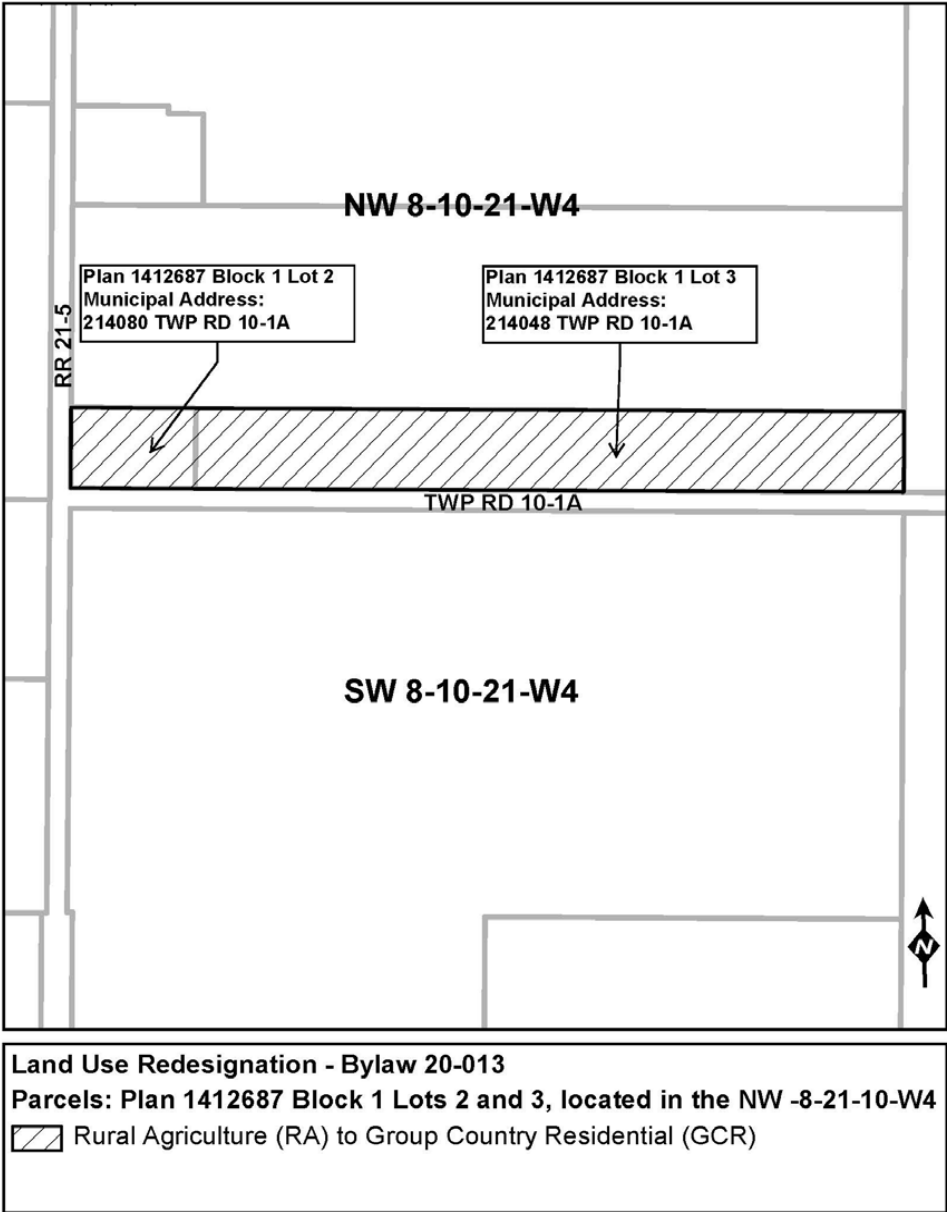 NW 8-10-21-W4
Plan 1412687 Block 1 Lot 2
Municipal Address:
214080 TWP RD 10-1A
Plan 1412687 Block 1 Lot 3
Municipal Address:
214048 TWP RD 10-1A
RR 21-5
TWP RD 10-1A
SW 8-10-21-W4
N
Land Use Redesignation - Bylaw 20-013
Parcels: Plan 1412687 Block 1 Lots 2 and 3, located in the NW -8-21-10-W4
Rural Agriculture (RA) to Group Country Residential (GCR)